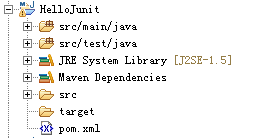 HelloJunit
src/main/java
src/test/java
JRE System Library [J2SE-1.5]
Maven Dependencies
src
target
pom.xml